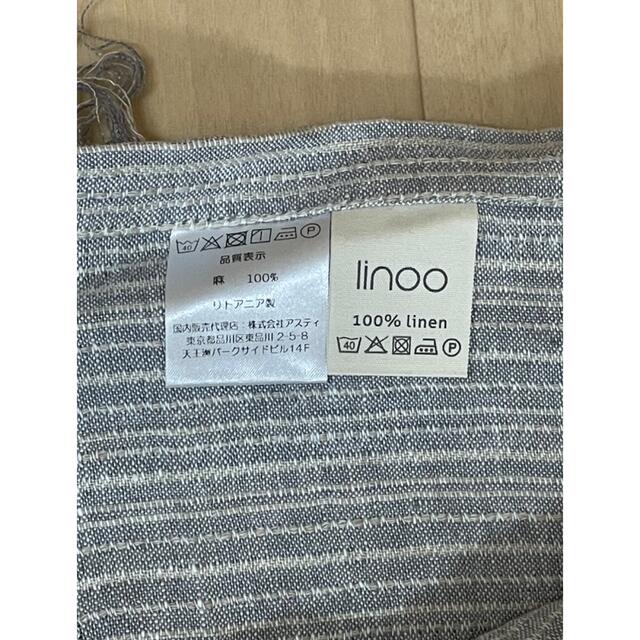 40 P
品質表示
麻 100%
リトアニア製
国内販売代理店：株式会社アスティ
東京都品川区東品川2-5-8
天王洲パークサイドビル14F
linoo
100% linen
40 P